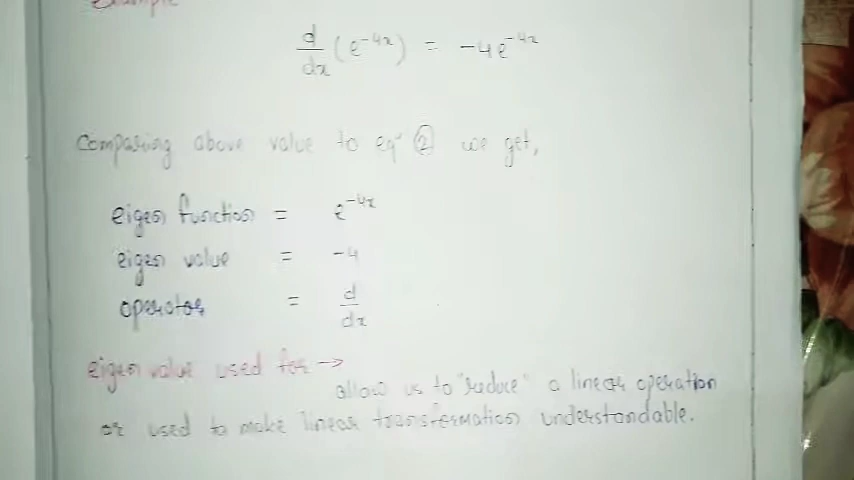 Example
d/dx (e^-4x) = -4e^-4x
Comparing above value to eqⁿ ② we get,
eigen function = e^-4x
eigen value = -4
operator = d/dx
eigen value used for →
allow us to "reduce" a linear operation
or used to make linear transformation understandable.